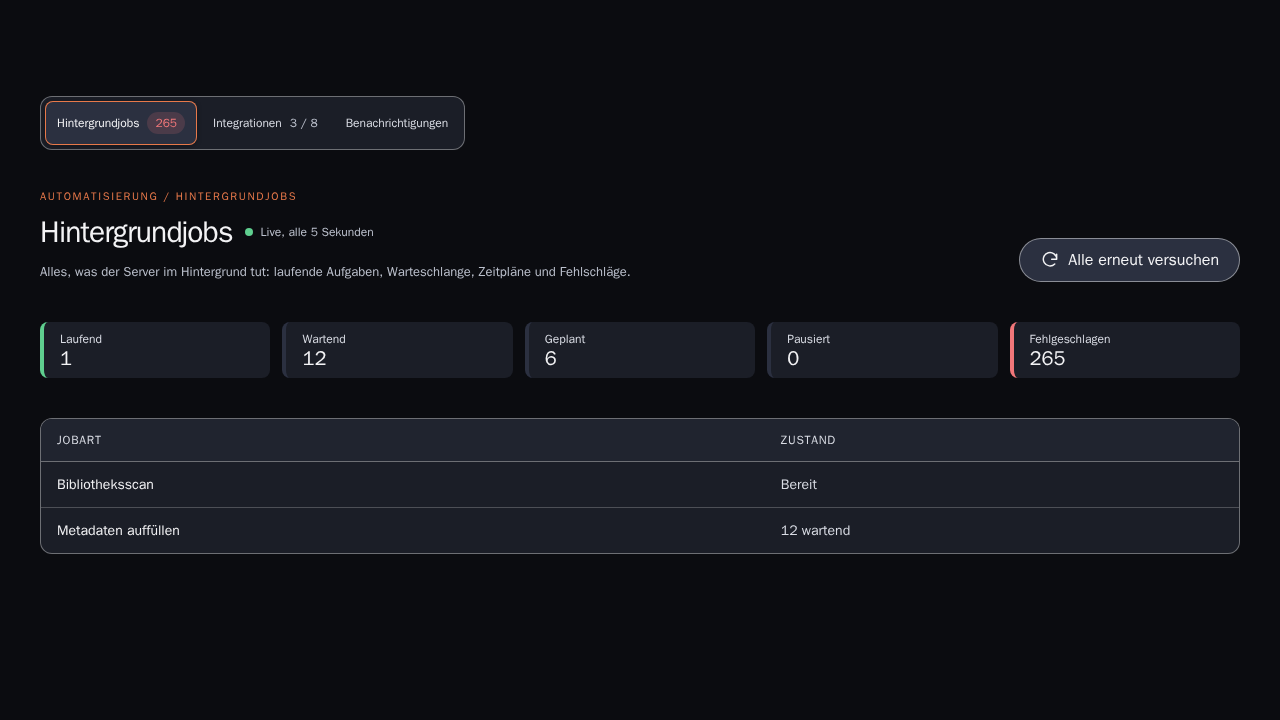 Hintergrundjobs 265 Integrationen 3 / 8 Benachrichtigungen
AUTOMATISIERUNG / HINTERGRUNDJOBS
Hintergrundjobs Live, alle 5 Sekunden
Alles, was der Server im Hintergrund tut: laufende Aufgaben, Warteschlange, Zeitpläne und Fehlschläge.
Alle erneut versuchen
Laufend
1
Wartend
12
Geplant
6
Pausiert
0
Fehlgeschlagen
265
JOBART ZUSTAND
Bibliotheksscan Bereit
Metadaten auffüllen 12 wartend